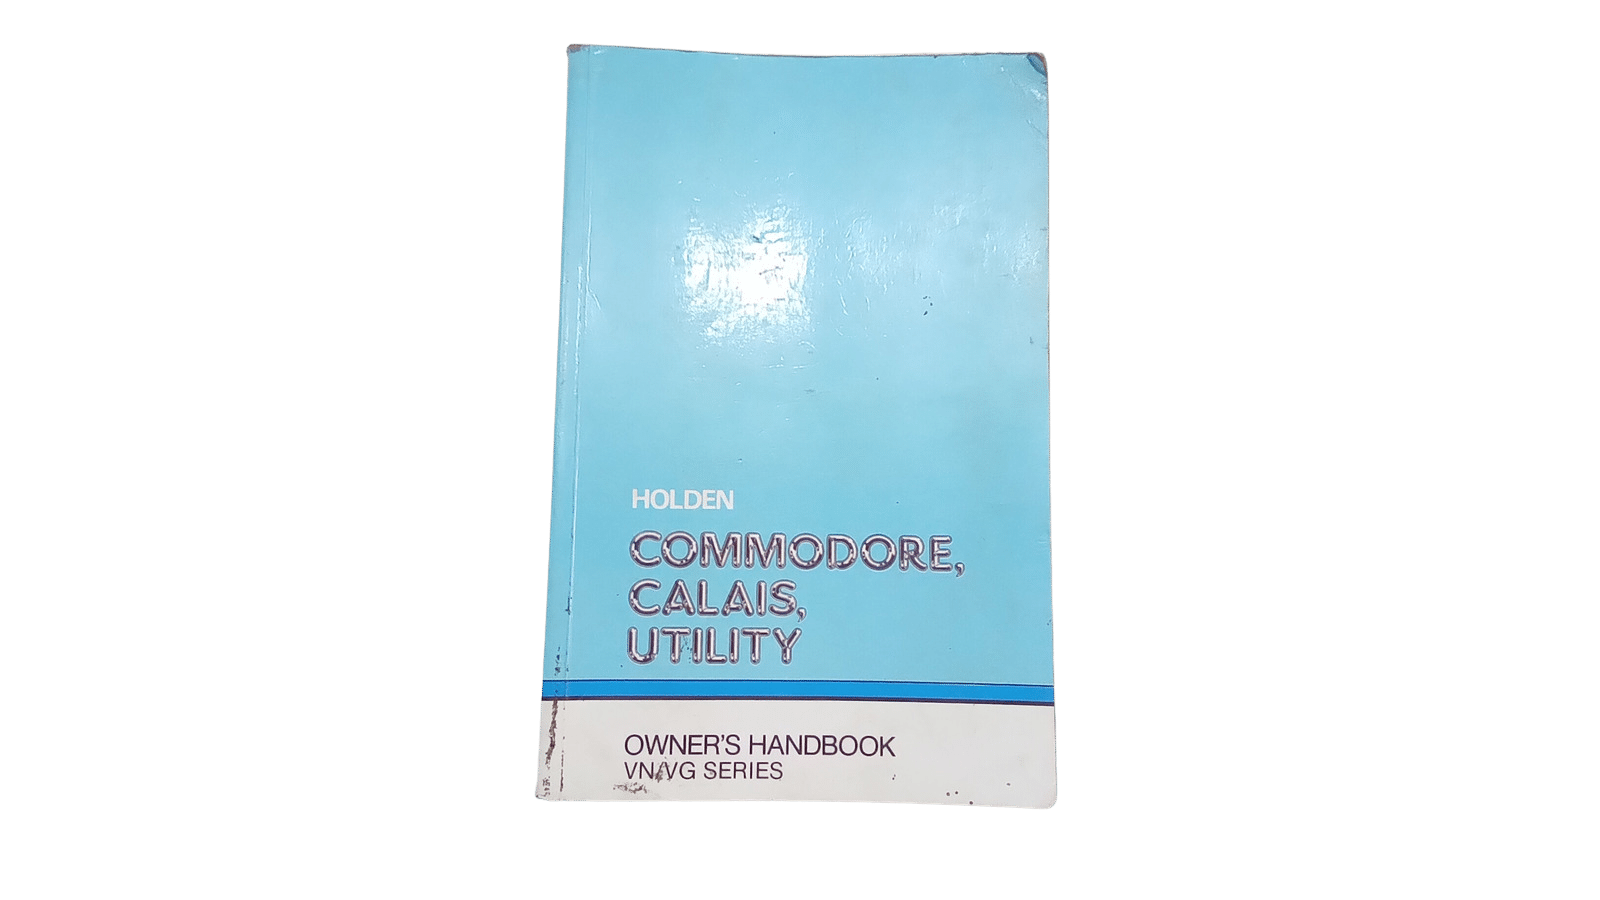 HOLDEN
COMMODORE,
CALAIS,
UTILITY
OWNER'S HANDBOOK
VN/VG SERIES